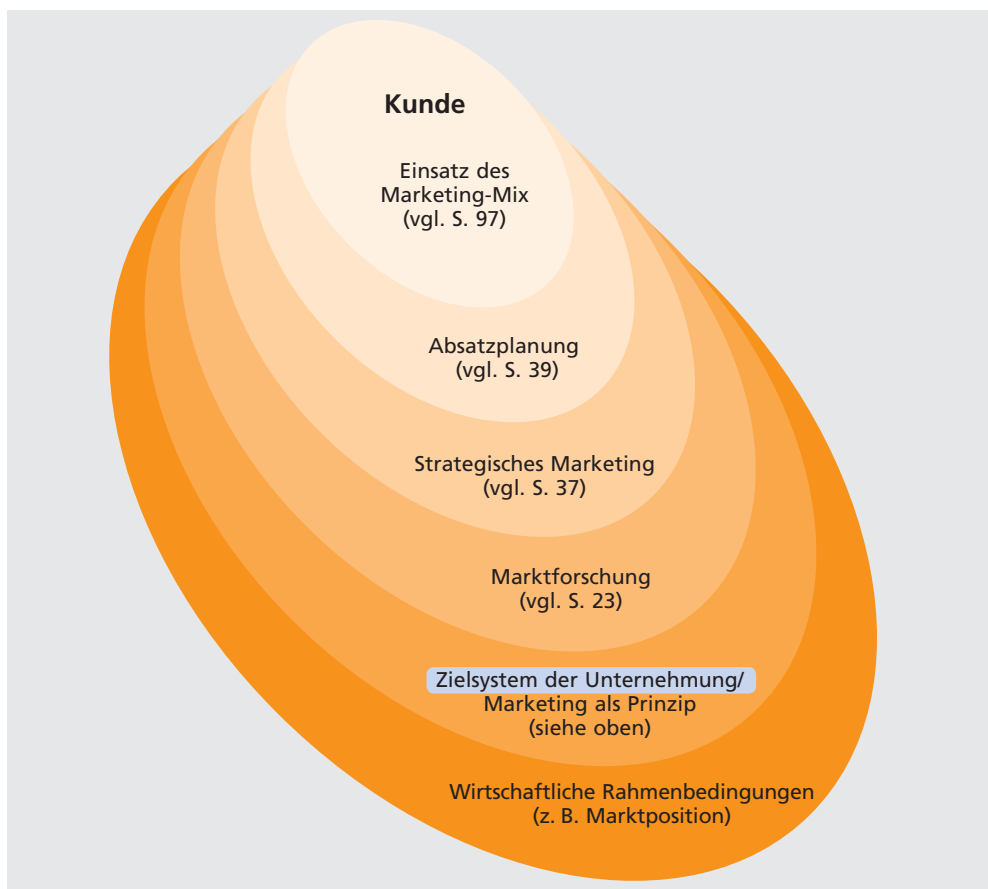 Kunde
Einsatz des
Marketing-Mix
(vgl. S. 97)
Absatzplanung
(vgl. S. 39)
Strategisches Marketing
(vgl. S. 37)
Marktforschung
(vgl. S. 23)
Zielsystem der Unternehmung/
Marketing als Prinzip
(siehe oben)
Wirtschaftliche Rahmenbedingungen
(z. B. Marktposition)